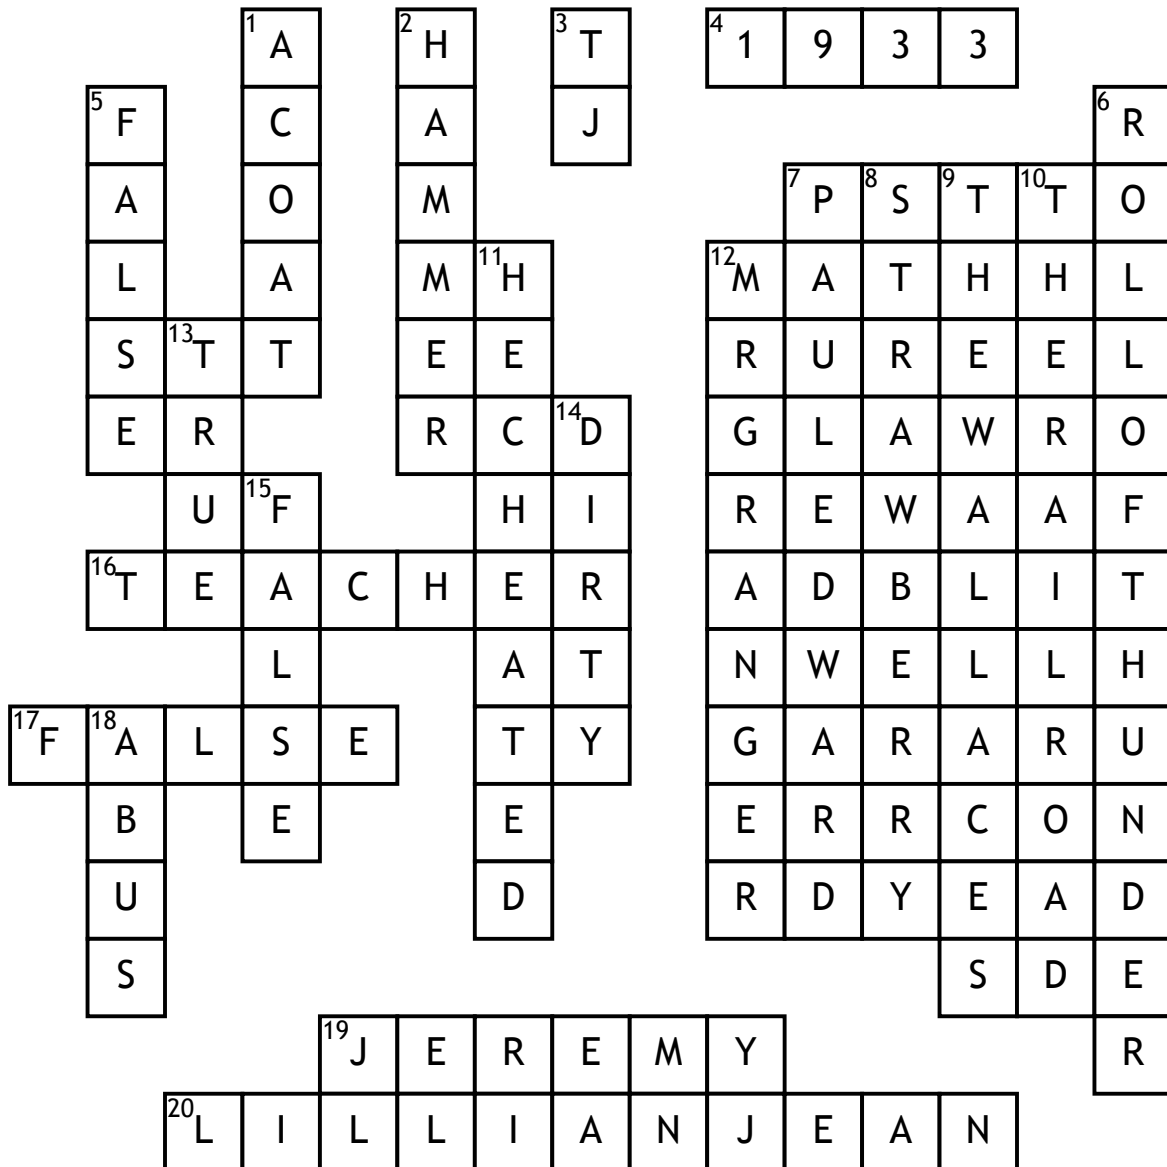 1 A 2 H 3 T 4 1 9 3 3
5 F C A J 6 R
A O M 7 P 8 S 9 T 10 T O
L A M 11 H 12 M A T H H L
S 13 T T E E R U R E E L
E R R C 14 D G L A W R O
U 15 F H I R E W A A F
16 T E A C H E R A D B L I T
L A T N W E L L H
17 F 18 A L S E T Y G A R A R U
B E E E R R C O N
U D R D Y E A D
S S D E
19 J E R E M Y R
20 L I L L I A N J E A N